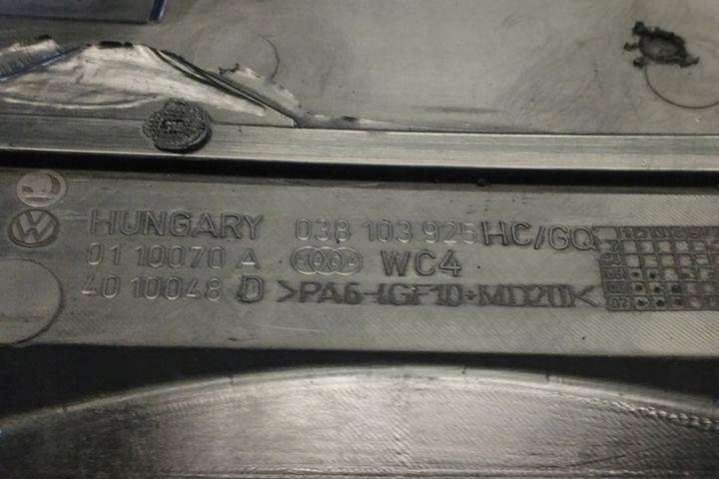 HUNGARY 038 103 925 HC/GQ
01 10070 A WC4
40 10048 D >PA6-(GF10+MD20)<